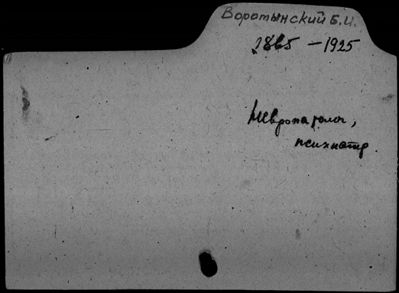 Воротынский Б.И.
1865 – 1925
Невропатолог,
психиатр.